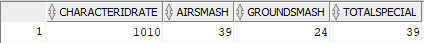 CHARACTERIDRATE AIRSMASH GROUNDSMASH TOTALSPECIAL
1 1010 39 24 39